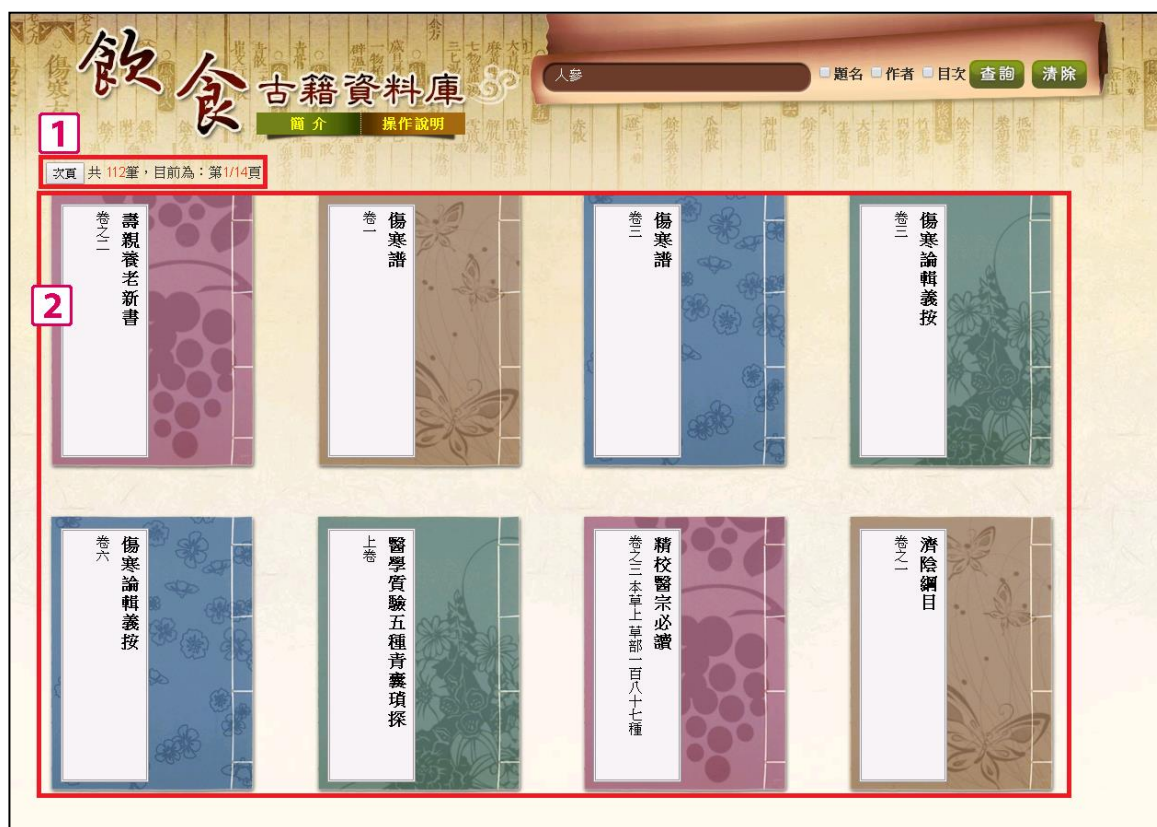 飲食古籍資料庫
人參
題名 作者 目次 查詢 清除
簡介 操作說明
1
次頁 共 112筆，目前為：第1/14頁
2
壽親養老新書
卷之二
傷寒譜
卷一
傷寒譜
卷三
傷寒論輯義按
卷三
傷寒論輯義按
卷六
醫學質驗五種青囊瑣探
上卷
精校醫宗必讀
卷之三 本草上 草部一百八十七種
濟陰綱目
卷之一